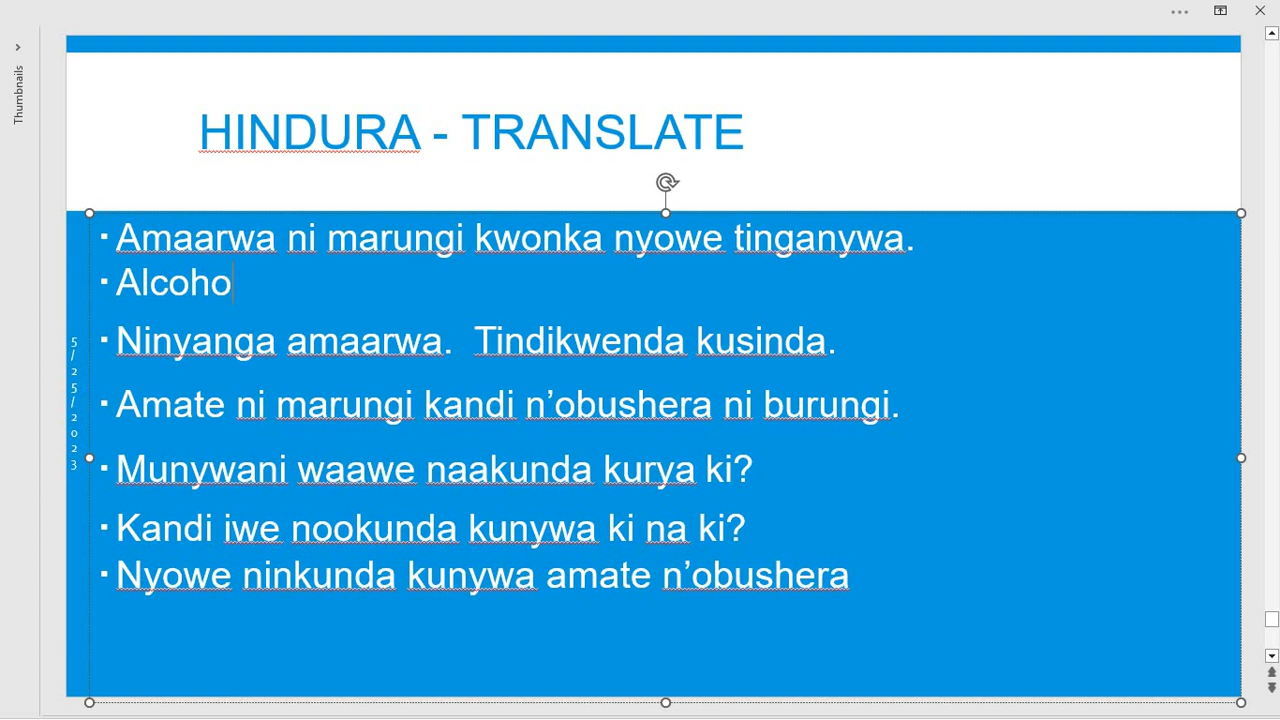 Thumbnails
HINDURA - TRANSLATE
Amaarwa ni marungi kwonka nyowe tinganywa.
Alcoho
Ninyanga amaarwa. Tindikwenda kusinda.
Amate ni marungi kandi n’obushera ni burungi.
Munywani waawe naakunda kurya ki?
Kandi iwe nookunda kunywa ki na ki?
Nyowe ninkunda kunywa amate n’obushera
5/25/2023